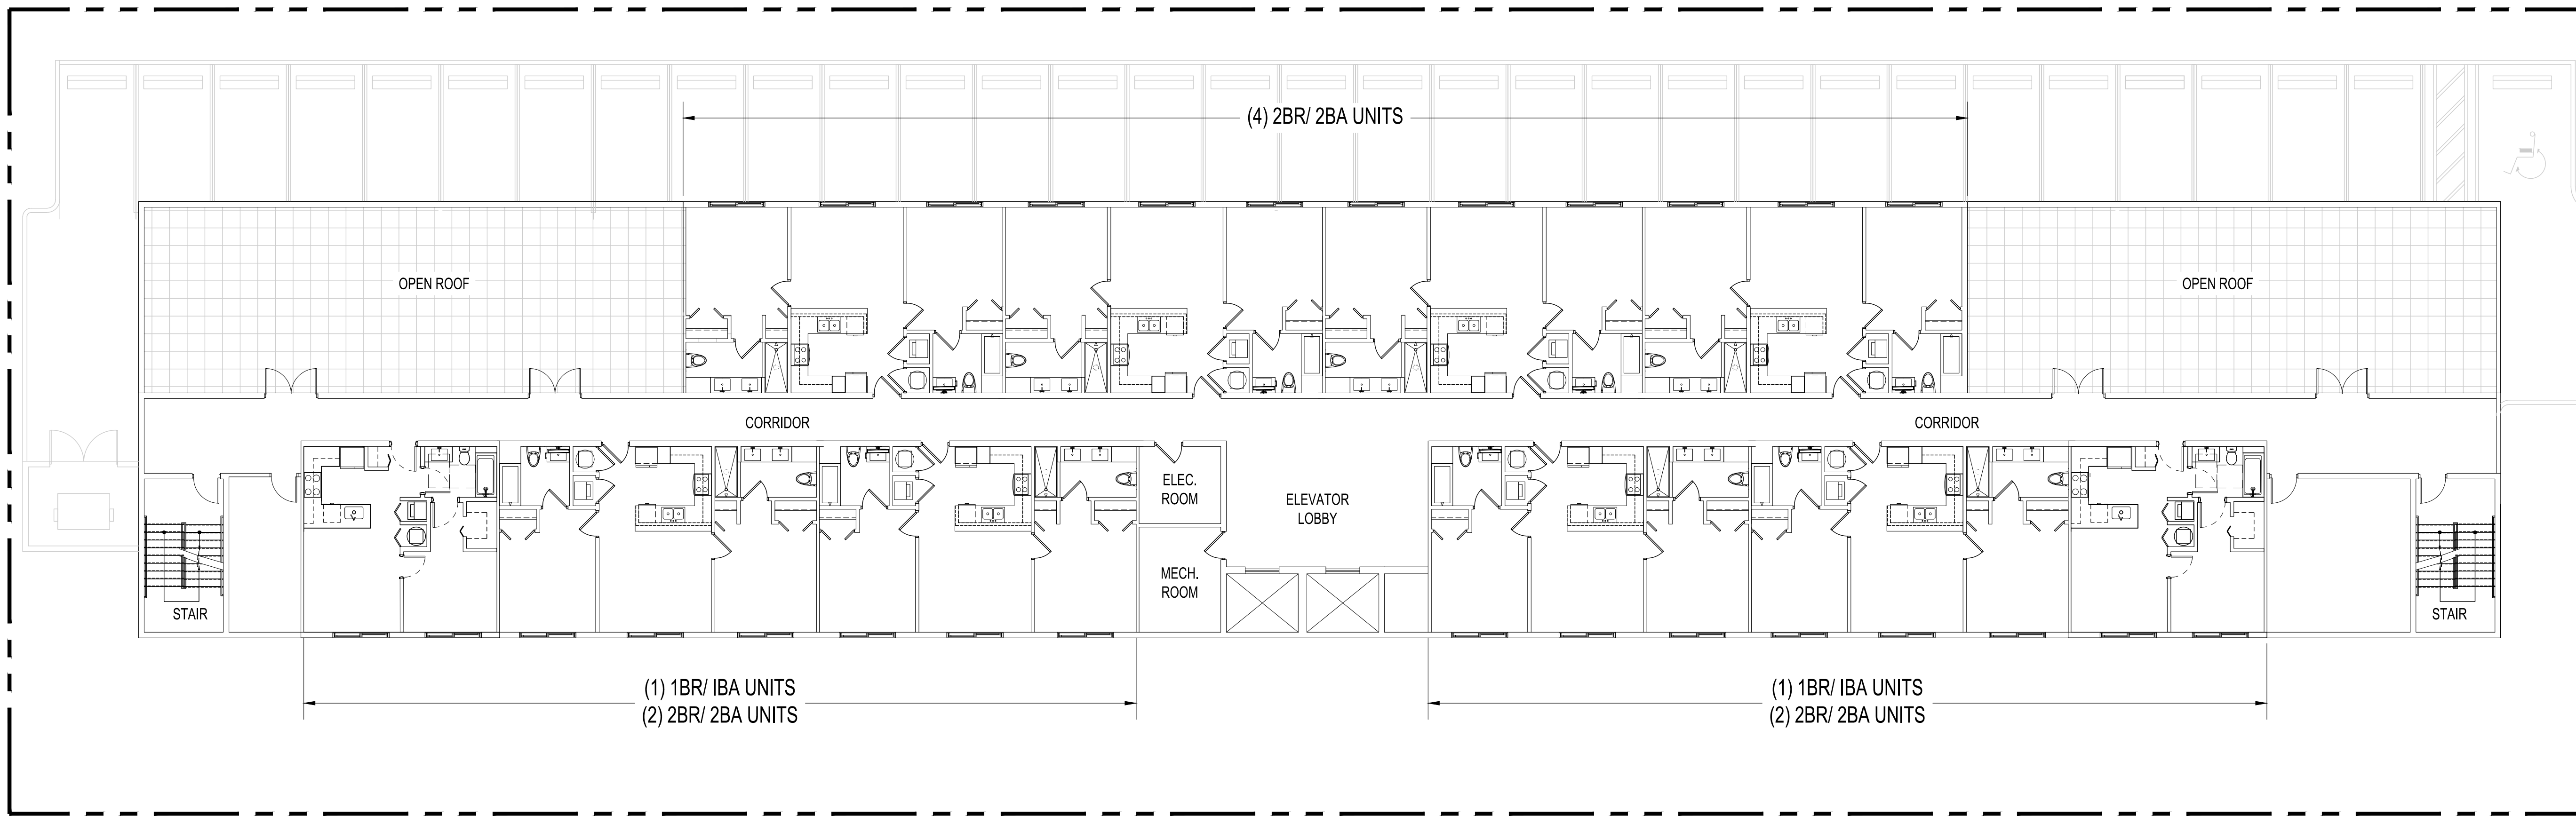 (4) 2BR/ 2BA UNITS
OPEN ROOF
OPEN ROOF
CORRIDOR
CORRIDOR
ELEC.
ROOM
ELEVATOR
LOBBY
MECH.
ROOM
STAIR
STAIR
(1) 1BR/ IBA UNITS
(2) 2BR/ 2BA UNITS
(1) 1BR/ IBA UNITS
(2) 2BR/ 2BA UNITS